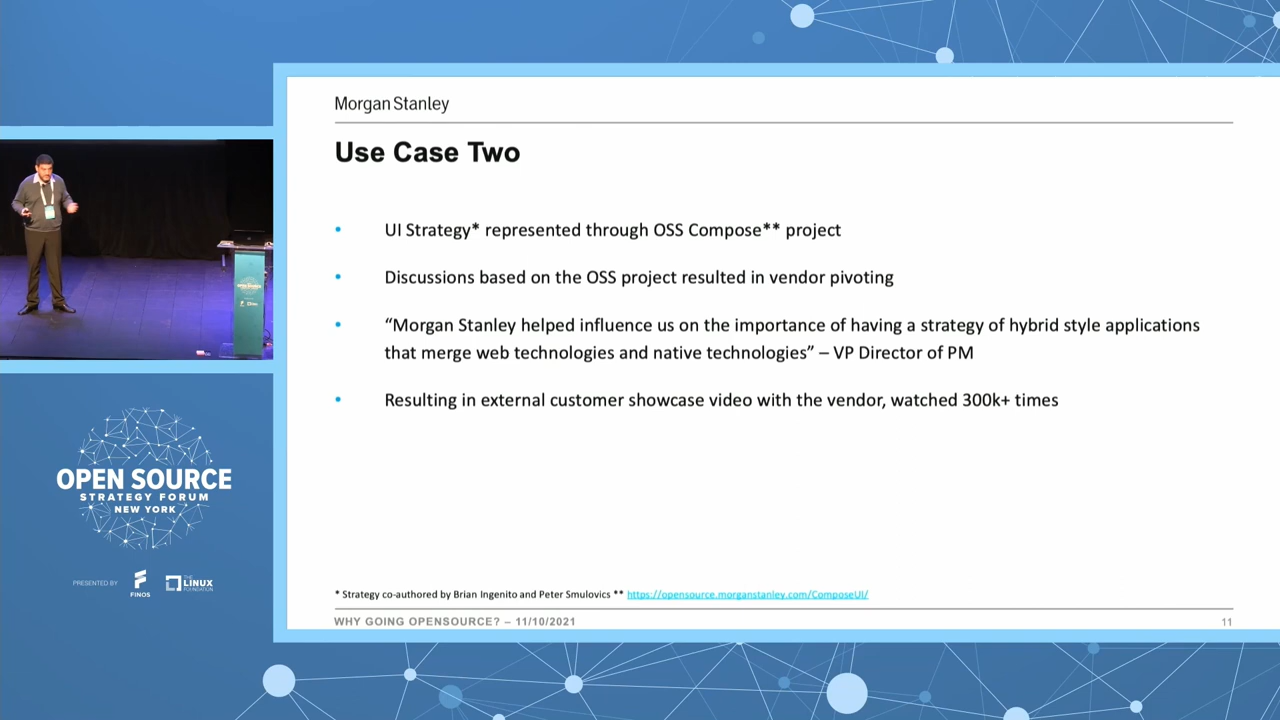 Morgan Stanley
Use Case Two
• UI Strategy* represented through OSS Compose** project
• Discussions based on the OSS project resulted in vendor pivoting
• “Morgan Stanley helped influence us on the importance of having a strategy of hybrid style applications
that merge web technologies and native technologies” – VP Director of PM
• Resulting in external customer showcase video with the vendor, watched 300k+ times
* Strategy co-authored by Brian Ingenito and Peter Smulovics ** https://opensource.morganstanley.com/ComposeUI/
WHY GOING OPENSOURCE? – 11/10/2021
11
OPEN SOURCE
STRATEGY FORUM
NEW YORK
PRESENTED BY
FINOS
THE LINUX FOUNDATION